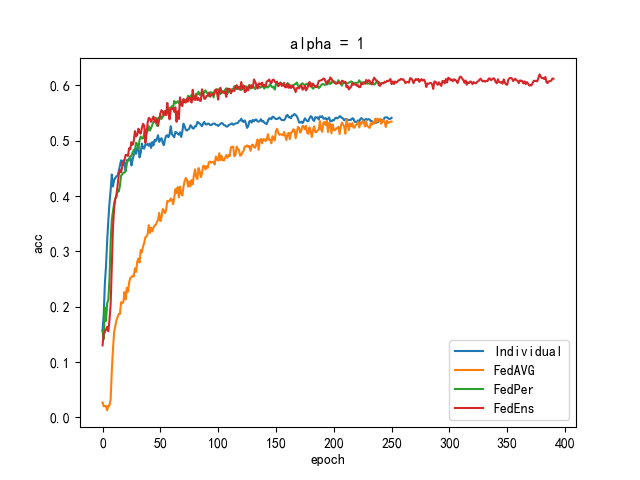 alpha = 1
acc
0.6
0.5
0.4
0.3
0.2
0.1
0.0
Individual
FedAVG
FedPer
FedEns
0 50 100 150 200 250 300 350 400
epoch